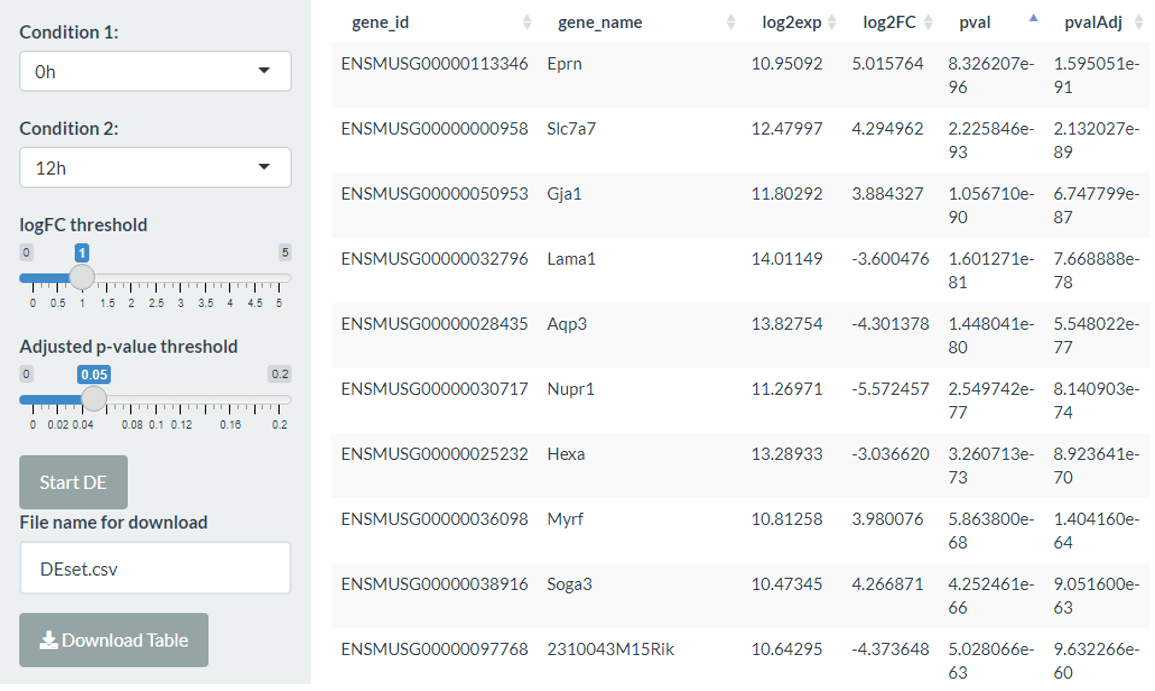 Condition 1:
0h
Condition 2:
12h
logFC threshold
0 1 5
0 0.5 1 1.5 2 2.5 3 3.5 4 4.5 5
Adjusted p-value threshold
0 0.05 0.2
0 0.02 0.04 0.08 0.1 0.12 0.16 0.2
Start DE
File name for download
DEset.csv
Download Table
gene_id gene_name log2exp log2FC pval pvalAdj
ENSMUSG00000113346 Eprn 10.95092 5.015764 8.326207e- 1.595051e-
96 91
ENSMUSG00000000958 Slc7a7 12.47997 4.294962 2.225846e- 2.132027e-
93 89
ENSMUSG00000050953 Gja1 11.80292 3.884327 1.056710e- 6.747799e-
90 87
ENSMUSG00000032796 Lama1 14.01149 -3.600476 1.601271e- 7.668888e-
81 78
ENSMUSG00000028435 Aqp3 13.82754 -4.301378 1.448041e- 5.548022e-
80 77
ENSMUSG00000030717 Nupr1 11.26971 -5.572457 2.549742e- 8.140903e-
77 74
ENSMUSG00000025232 Hexa 13.28933 -3.036620 3.260713e- 8.923641e-
73 70
ENSMUSG00000036098 Myrf 10.81258 3.980076 5.863800e- 1.404160e-
68 64
ENSMUSG00000038916 Soga3 10.47345 4.266871 4.252461e- 9.051600e-
66 63
ENSMUSG00000097768 2310043M15Rik 10.64295 -4.373648 5.028066e- 9.632266e-
63 60